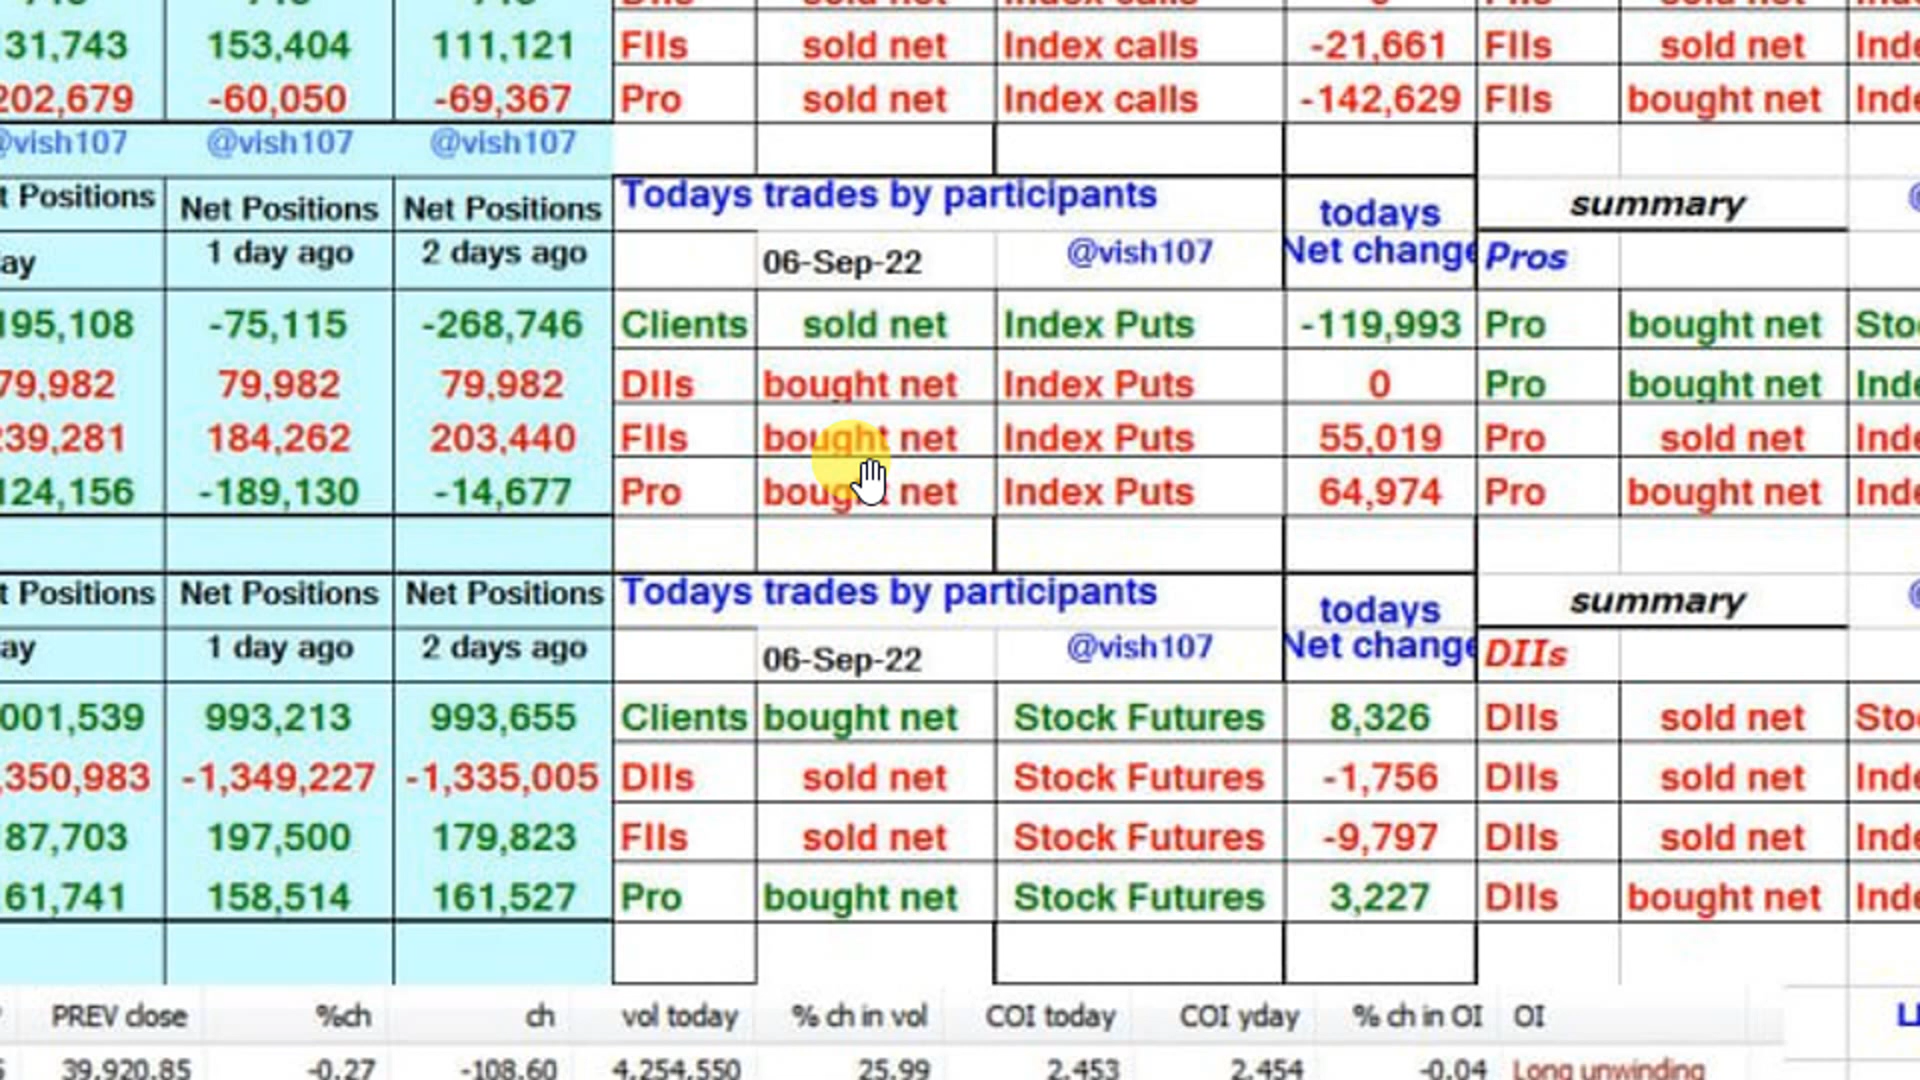 31,743 153,404 111,121 FIIs sold net Index calls -21,661 FIIs sold net
202,679 -60,050 -69,367 Pro sold net Index calls -142,629 FIIs bought net
@vish107 @vish107 @vish107
Positions Net Positions Net Positions Todays trades by participants todays summary
1 day ago 2 days ago 06-Sep-22 @vish107 Net change Pros
195,108 -75,115 -268,746 Clients sold net Index Puts -119,993 Pro bought net
79,982 79,982 79,982 DIIs bought net Index Puts 0 Pro bought net
239,281 184,262 203,440 FIIs bought net Index Puts 55,019 Pro sold net
124,156 -189,130 -14,677 Pro bought net Index Puts 64,974 Pro bought net
Positions Net Positions Net Positions Todays trades by participants todays summary
1 day ago 2 days ago 06-Sep-22 @vish107 Net change DIIs
001,539 993,213 993,655 Clients bought net Stock Futures 8,326 DIIs sold net
,350,983 -1,349,227 -1,335,005 DIIs sold net Stock Futures -1,756 DIIs sold net
87,703 197,500 179,823 FIIs sold net Stock Futures -9,797 DIIs sold net
61,741 158,514 161,527 Pro bought net Stock Futures 3,227 DIIs bought net
PREV close %ch ch vol today % ch in vol COI today COI yday % ch in OI OI
39,920.85 -0.27 -108.60 4,254,550 25.99 2,453 2,454 -0.04 Long unwinding